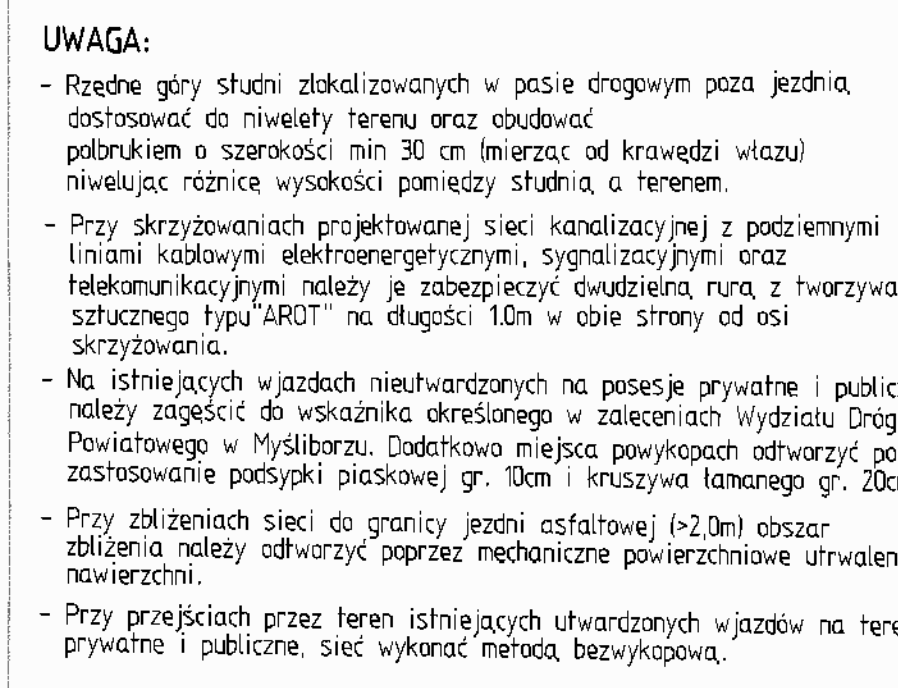 UWAGA:
- Rzędne góry studni zlokalizowanych w pasie drogowym poza jezdnią
dostosować do niwelety terenu oraz obudować
polbrukiem o szerokości min 30 cm (mierząc od krawędzi włazu)
niwelując różnicę wysokości pomiędzy studnią a terenem.
- Przy skrzyżowaniach projektowanej sieci kanalizacyjnej z podziemnymi
liniami kablowymi elektroenergetycznymi, sygnalizacyjnymi oraz
telekomunikacyjnymi należy je zabezpieczyć dwudzielną rurą z tworzywa
sztucznego typu"AROT" na długości 1.0m w obie strony od osi
skrzyżowania.
- Na istniejących wjazdach nieutwardzonych na posesje prywatne i public
należy zagęścić do wskaźnika określonego w zaleceniach Wydziału Dróg
Powiatowego w Myśliborzu. Dodatkowo miejsca powykopach odtworzyć po
zastosowanie podsypki piaskowej gr. 10cm i kruszywa łamanego gr. 20c
- Przy zbliżeniach sieci do granicy jezdni asfaltowej (>2,0m) obszar
zbliżenia należy odtworzyć poprzez mechaniczne powierzchniowe utrwalen
nawierzchni.
- Przy przejściach przez teren istniejących utwardzonych wjazdów na tere
prywatne i publiczne, sieć wykonać metodą bezwykopową.